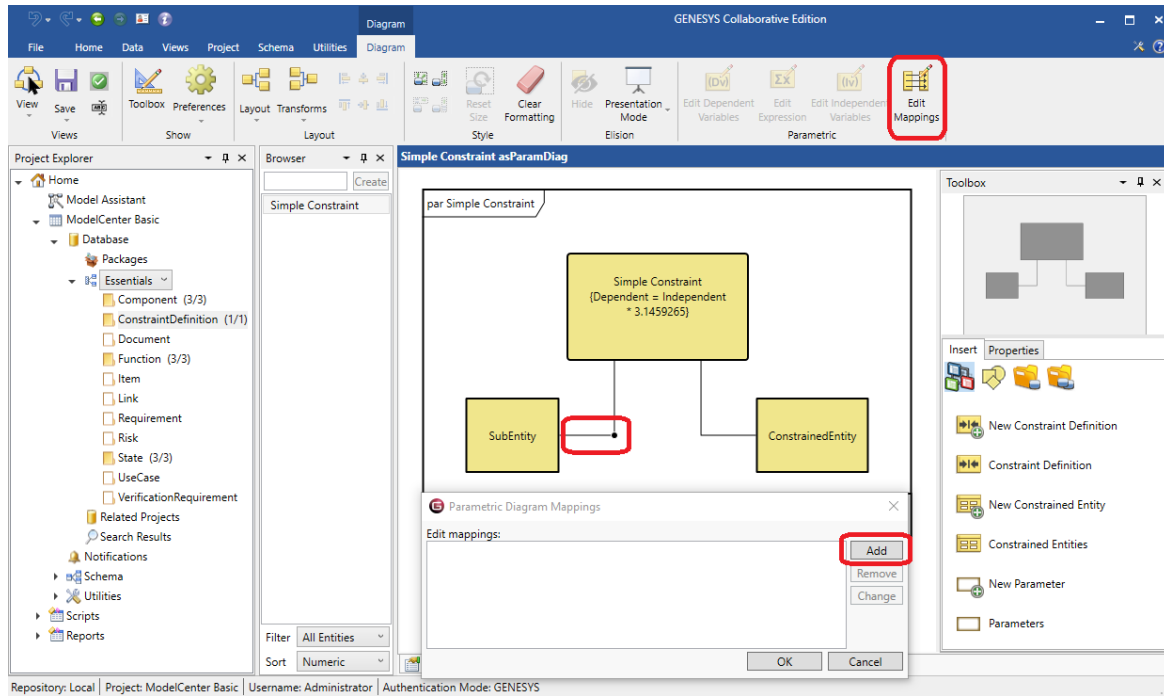 Diagram
GENESYS Collaborative Edition
File Home Data Views Project Schema Utilities Diagram
View Save Toolbox Preferences Layout Transforms Reset Size Clear Formatting Hide Presentation Mode Edit Dependent Variables Edit Expression Edit Independent Variables Edit Mappings
(DV) Σx (IV)
Views Show Layout Style Elision Parametric
Project Explorer
Home
Model Assistant
ModelCenter Basic
Database
Packages
Essentials
Component (3/3)
ConstraintDefinition (1/1)
Document
Function (3/3)
Item
Link
Requirement
Risk
State (3/3)
UseCase
VerificationRequirement
Related Projects
Search Results
Notifications
Schema
Utilities
Scripts
Reports
Browser
Create
Simple Constraint
Filter All Entities
Sort Numeric
Simple Constraint asParamDiag
par Simple Constraint
Simple Constraint
{Dependent = Independent
* 3.1459265}
SubEntity
ConstrainedEntity
Parametric Diagram Mappings
Edit mappings:
Add
Remove
Change
OK Cancel
Toolbox
Insert Properties
New Constraint Definition
Constraint Definition
New Constrained Entity
Constrained Entities
New Parameter
Parameters
Repository: Local Project: ModelCenter Basic Username: Administrator Authentication Mode: GENESYS